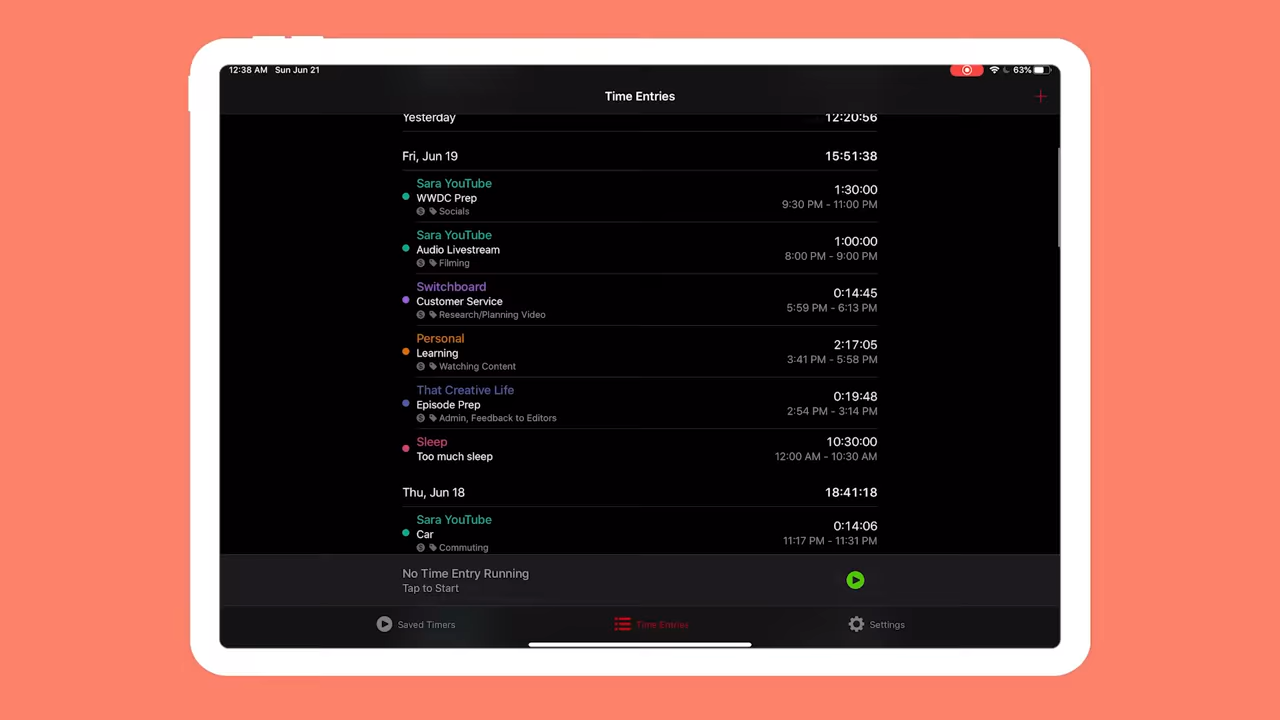 12:38 AM Sun Jun 21 63%
Time Entries
Yesterday 12:20:56
Fri, Jun 19 15:51:38
Sara YouTube
WWDC Prep 1:30:00
Socials 9:30 PM - 11:00 PM
Sara YouTube
Audio Livestream 1:00:00
Filming 8:00 PM - 9:00 PM
Switchboard
Customer Service 0:14:45
Research/Planning Video 5:59 PM - 6:13 PM
Personal
Learning 2:17:05
Watching Content 3:41 PM - 5:58 PM
That Creative Life
Episode Prep 0:19:48
Admin, Feedback to Editors 2:54 PM - 3:14 PM
Sleep 10:30:00
Too much sleep 12:00 AM - 10:30 AM
Thu, Jun 18 18:41:18
Sara YouTube
Car 0:14:06
Commuting 11:17 PM - 11:31 PM
No Time Entry Running
Tap to Start
Saved Timers Time Entries Settings